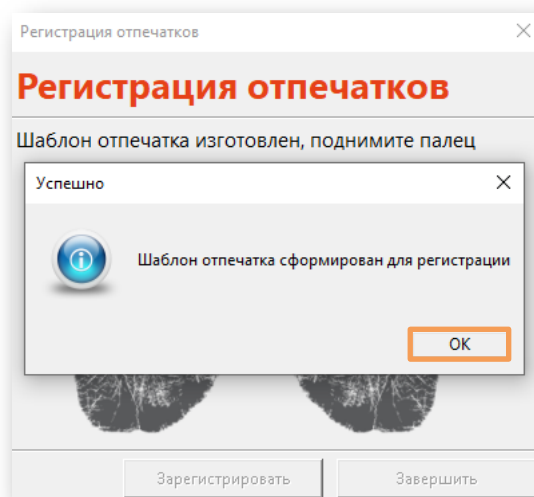 Регистрация отпечатков
Регистрация отпечатков
Шаблон отпечатка изготовлен, поднимите палец
Успешно
Шаблон отпечатка сформирован для регистрации
OK
Зарегистрировать
Завершить